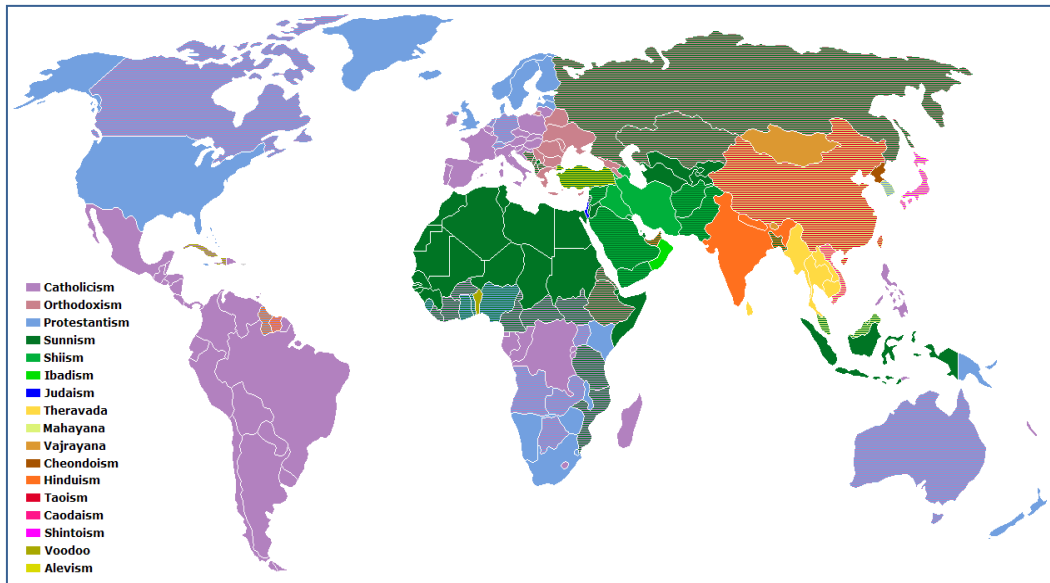 Catholicism
Orthodoxism
Protestantism
Sunnism
Shiism
Ibadism
Judaism
Theravada
Mahayana
Vajrayana
Cheondoism
Hinduism
Taoism
Caodaism
Shintoism
Voodoo
Alevism